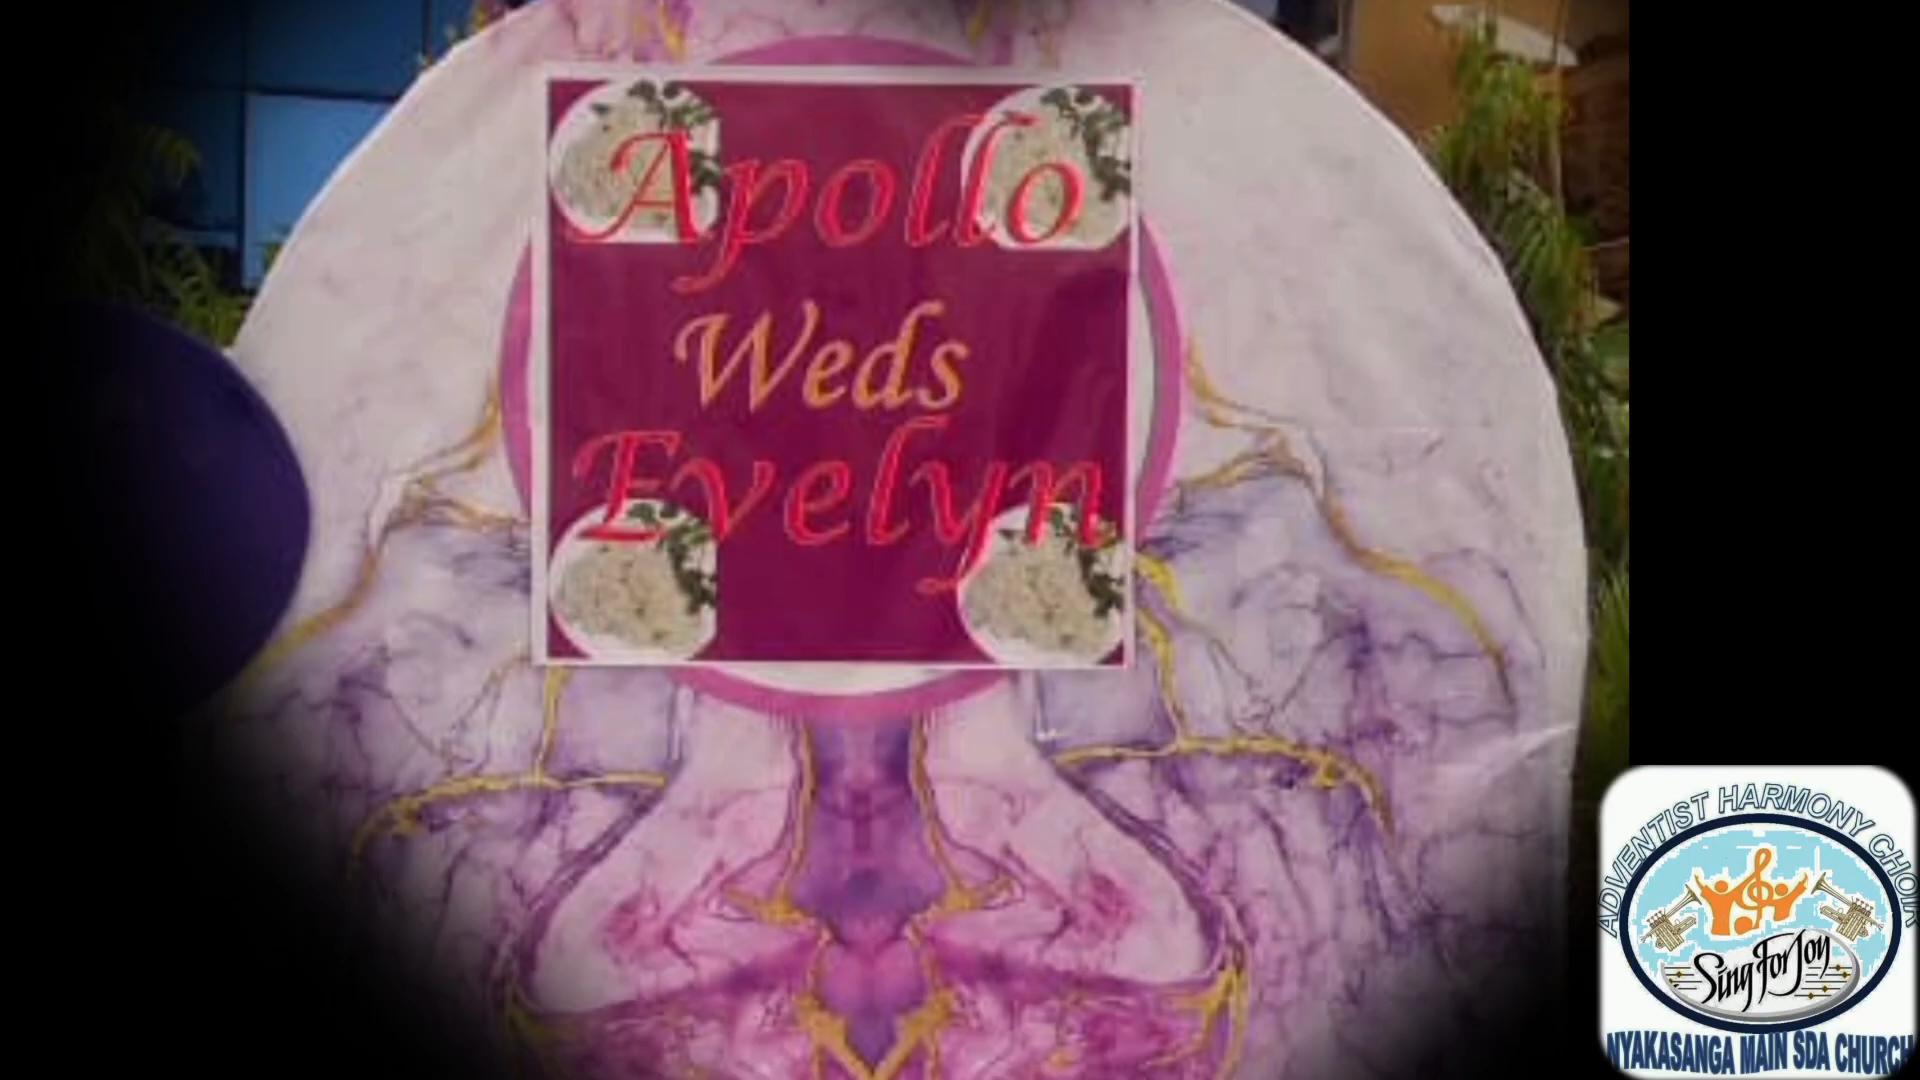 Apollo
Weds
Evelyn
ADVENTIST HARMONY CHOIR
Sing For Joy
NYAKASANGA MAIN SDA CHURCH